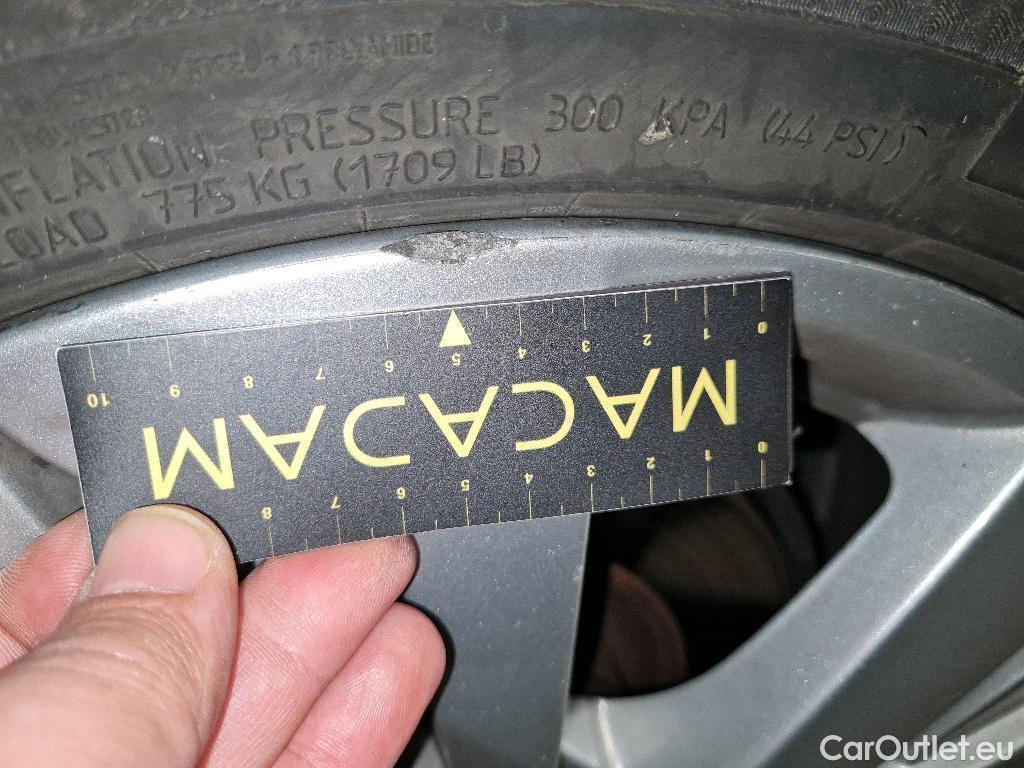 POLYAMIDE
INFLATION PRESSURE 300 KPA (44 PSI)
LOAD 775 KG (1709 LB)
10 9 8 7 6 5 4 3 2 1 0
MACADAM
8 7 6 5 4 3 2 1 0
CarOutlet.eu